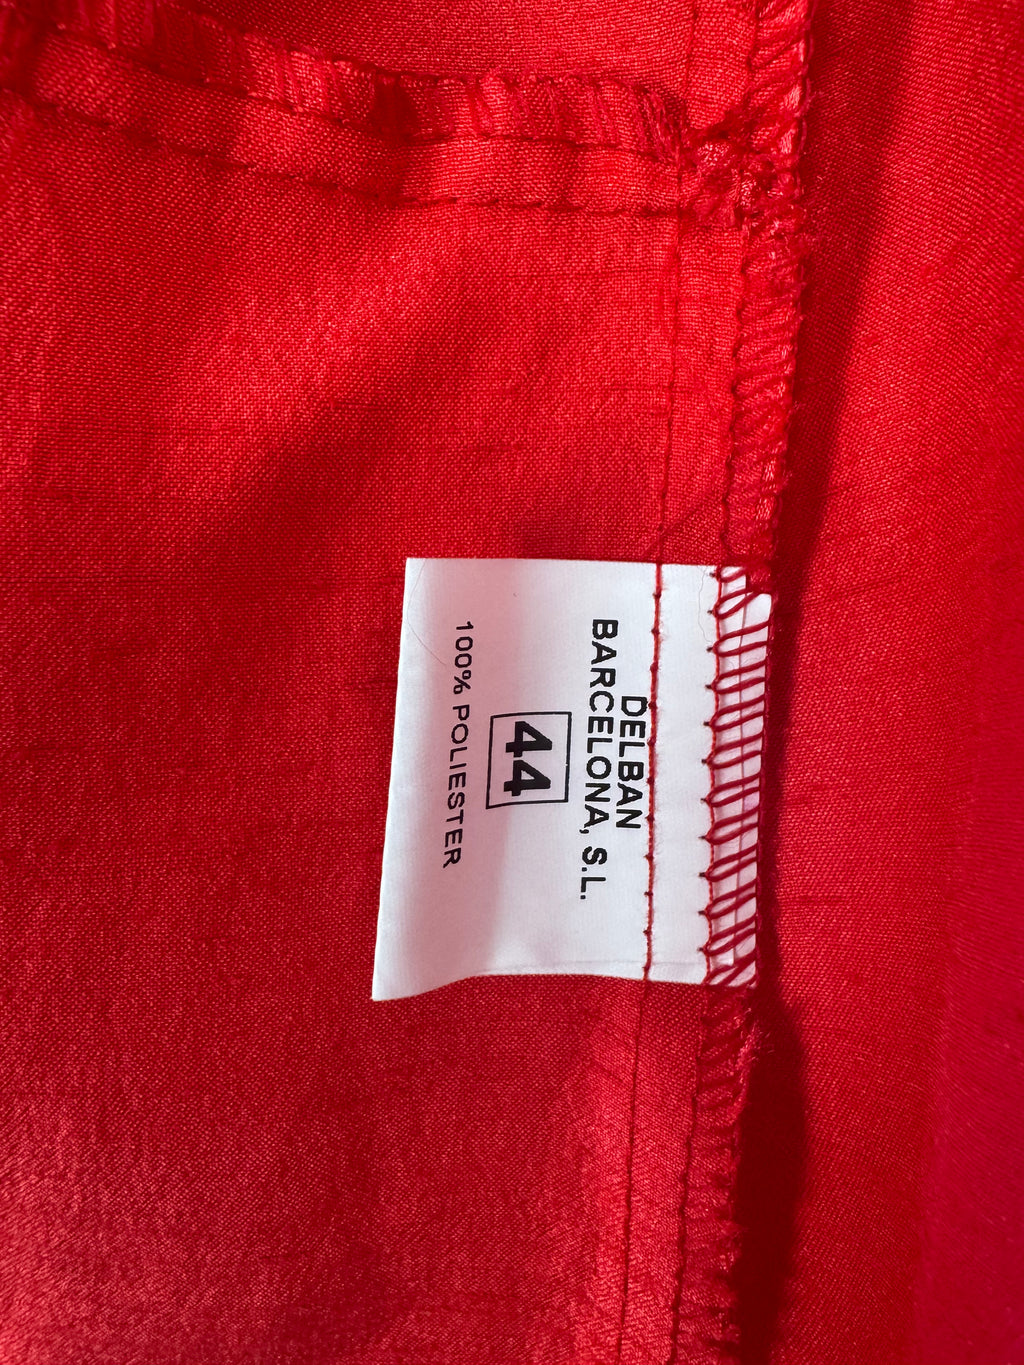 DELBAN
BARCELONA, S.L.
44
100% POLIESTER